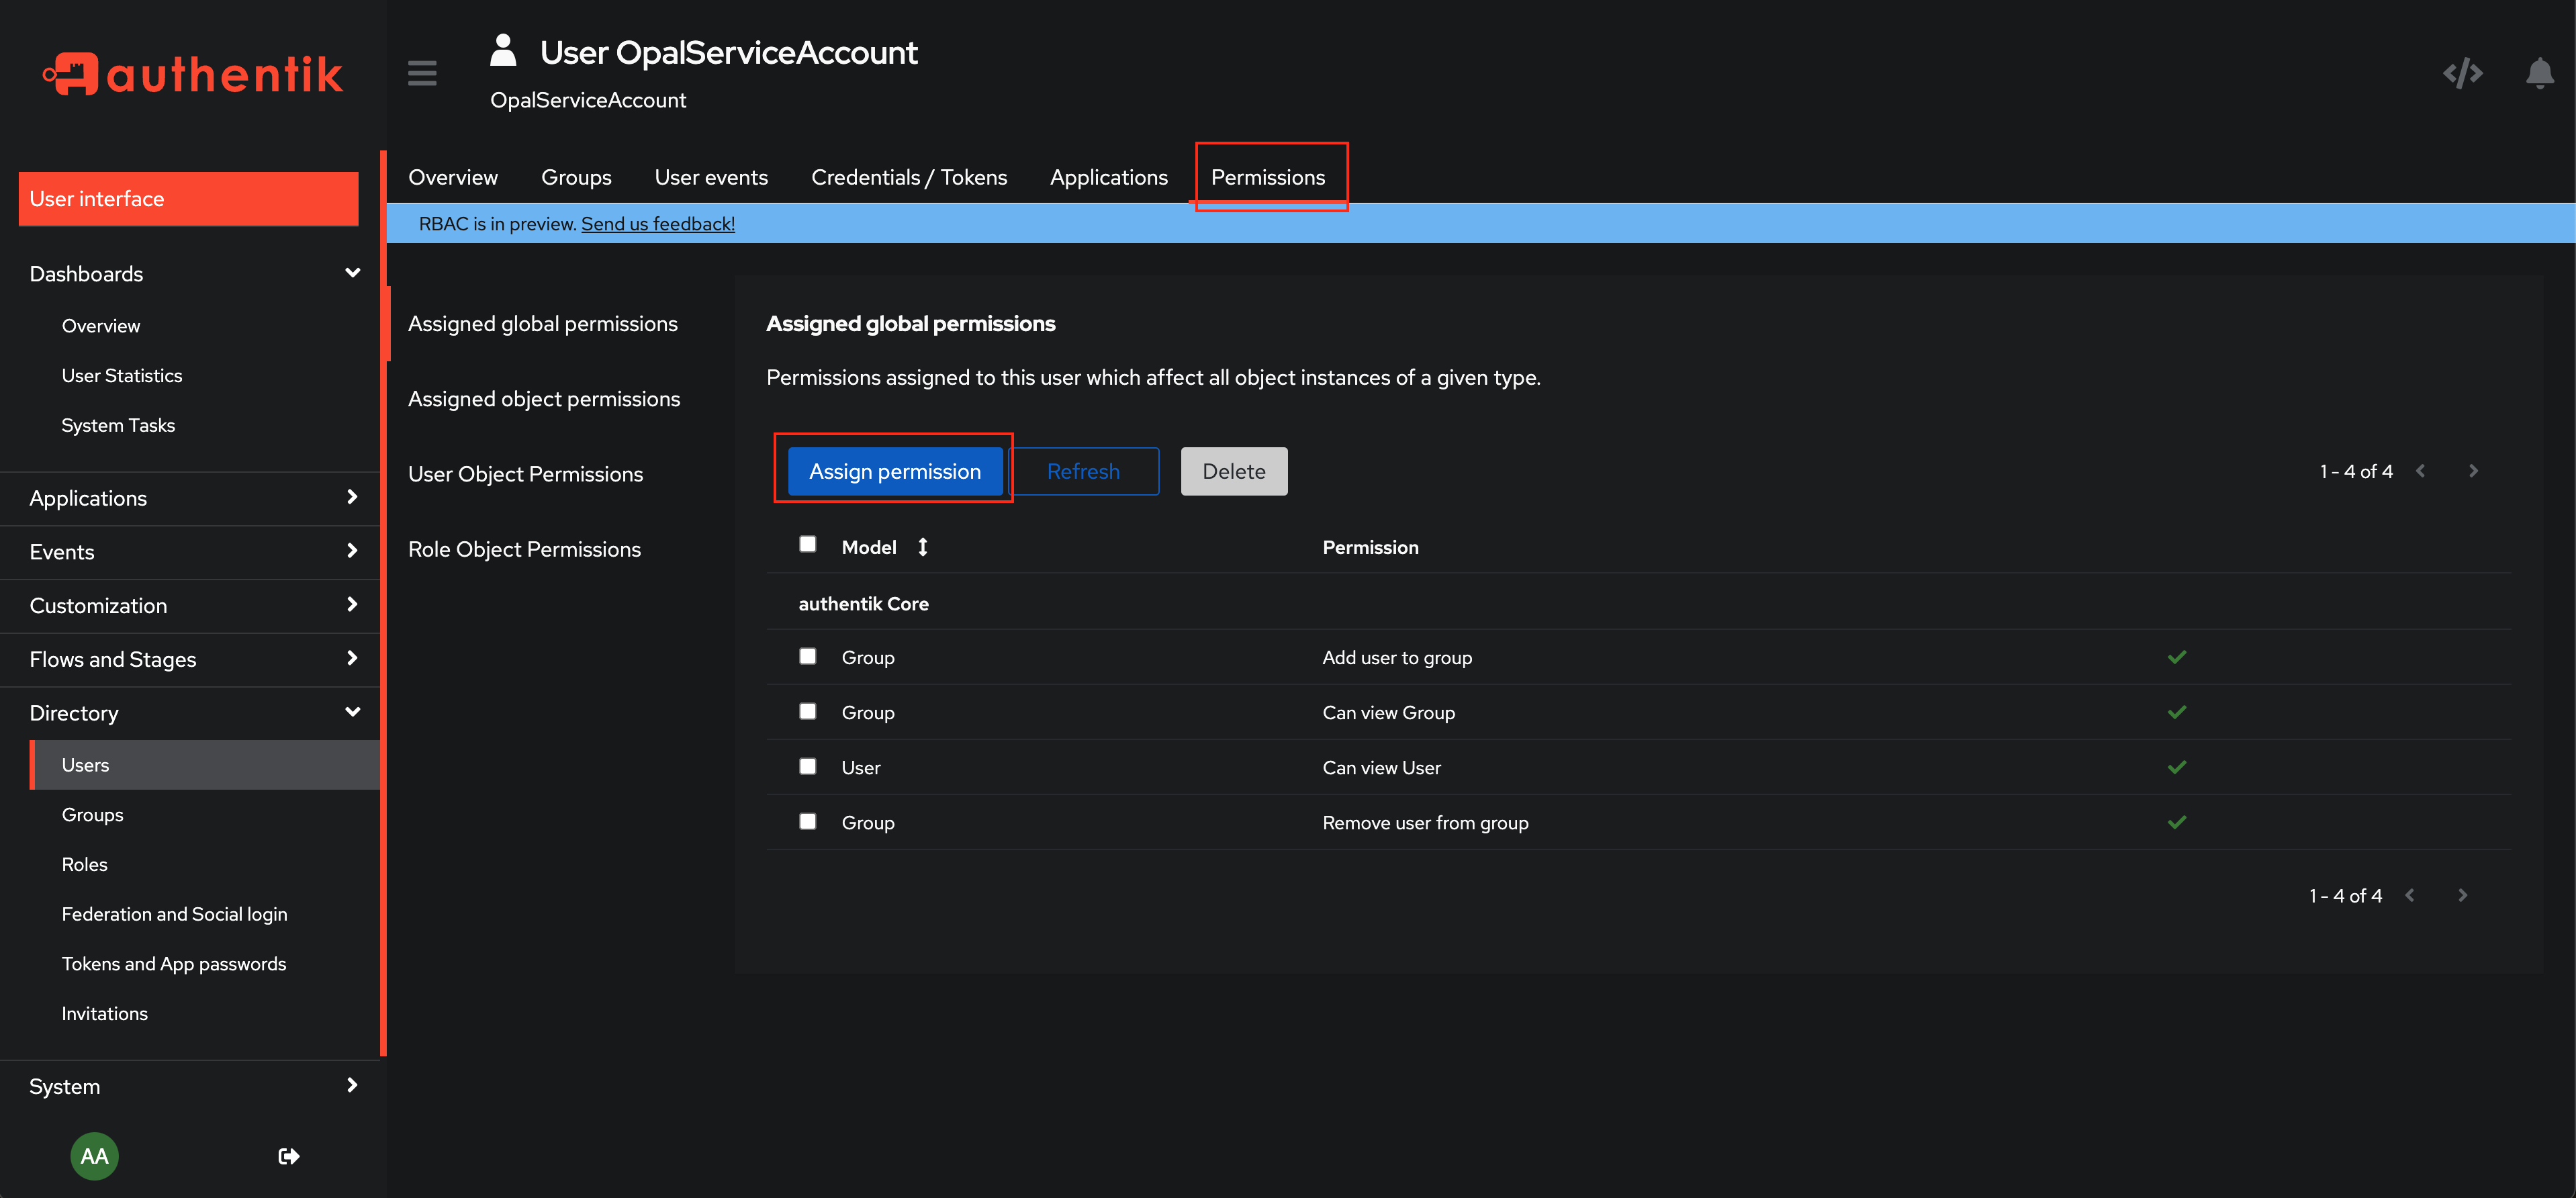 authentik
User interface
Dashboards
Overview
User Statistics
System Tasks
Applications
Events
Customization
Flows and Stages
Directory
Users
Groups
Roles
Federation and Social login
Tokens and App passwords
Invitations
System
AA
User OpalServiceAccount
OpalServiceAccount
Overview Groups User events Credentials / Tokens Applications Permissions
RBAC is in preview. Send us feedback!
Assigned global permissions
Assigned object permissions
User Object Permissions
Role Object Permissions
Assigned global permissions
Permissions assigned to this user which affect all object instances of a given type.
Assign permission Refresh Delete 1 - 4 of 4
Model Permission
authentik Core
Group Add user to group
Group Can view Group
User Can view User
Group Remove user from group
1 - 4 of 4